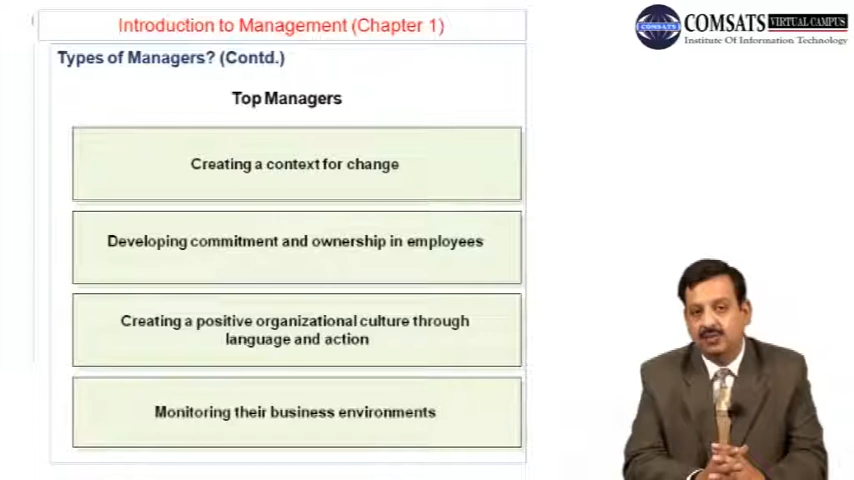 Introduction to Management (Chapter 1)
COMSATS VIRTUAL CAMPUS
COMSATS
Institute Of Information Technology
Types of Managers? (Contd.)
Top Managers
Creating a context for change
Developing commitment and ownership in employees
Creating a positive organizational culture through
language and action
Monitoring their business environments